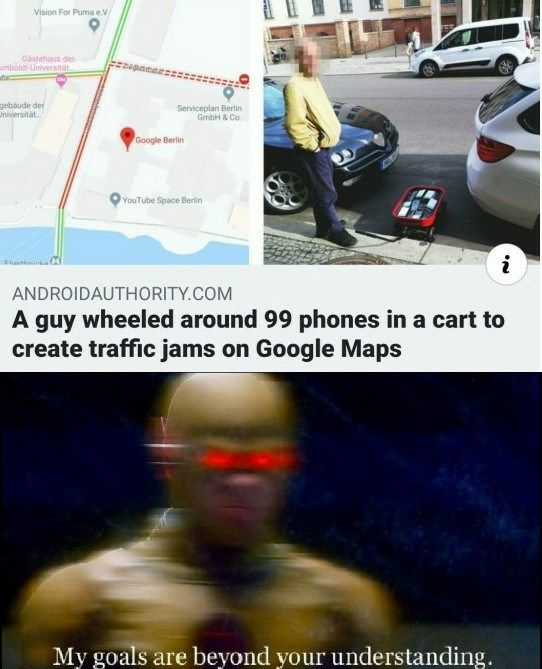 Vision For Puma e.V
Gästehaus der
Humboldt-Universität
gebäude der
Universität...
Serviceplan Berlin
GmbH & Co.
Google Berlin
YouTube Space Berlin
i
ANDROIDAUTHORITY.COM
A guy wheeled around 99 phones in a cart to
create traffic jams on Google Maps
My goals are beyond your understanding.